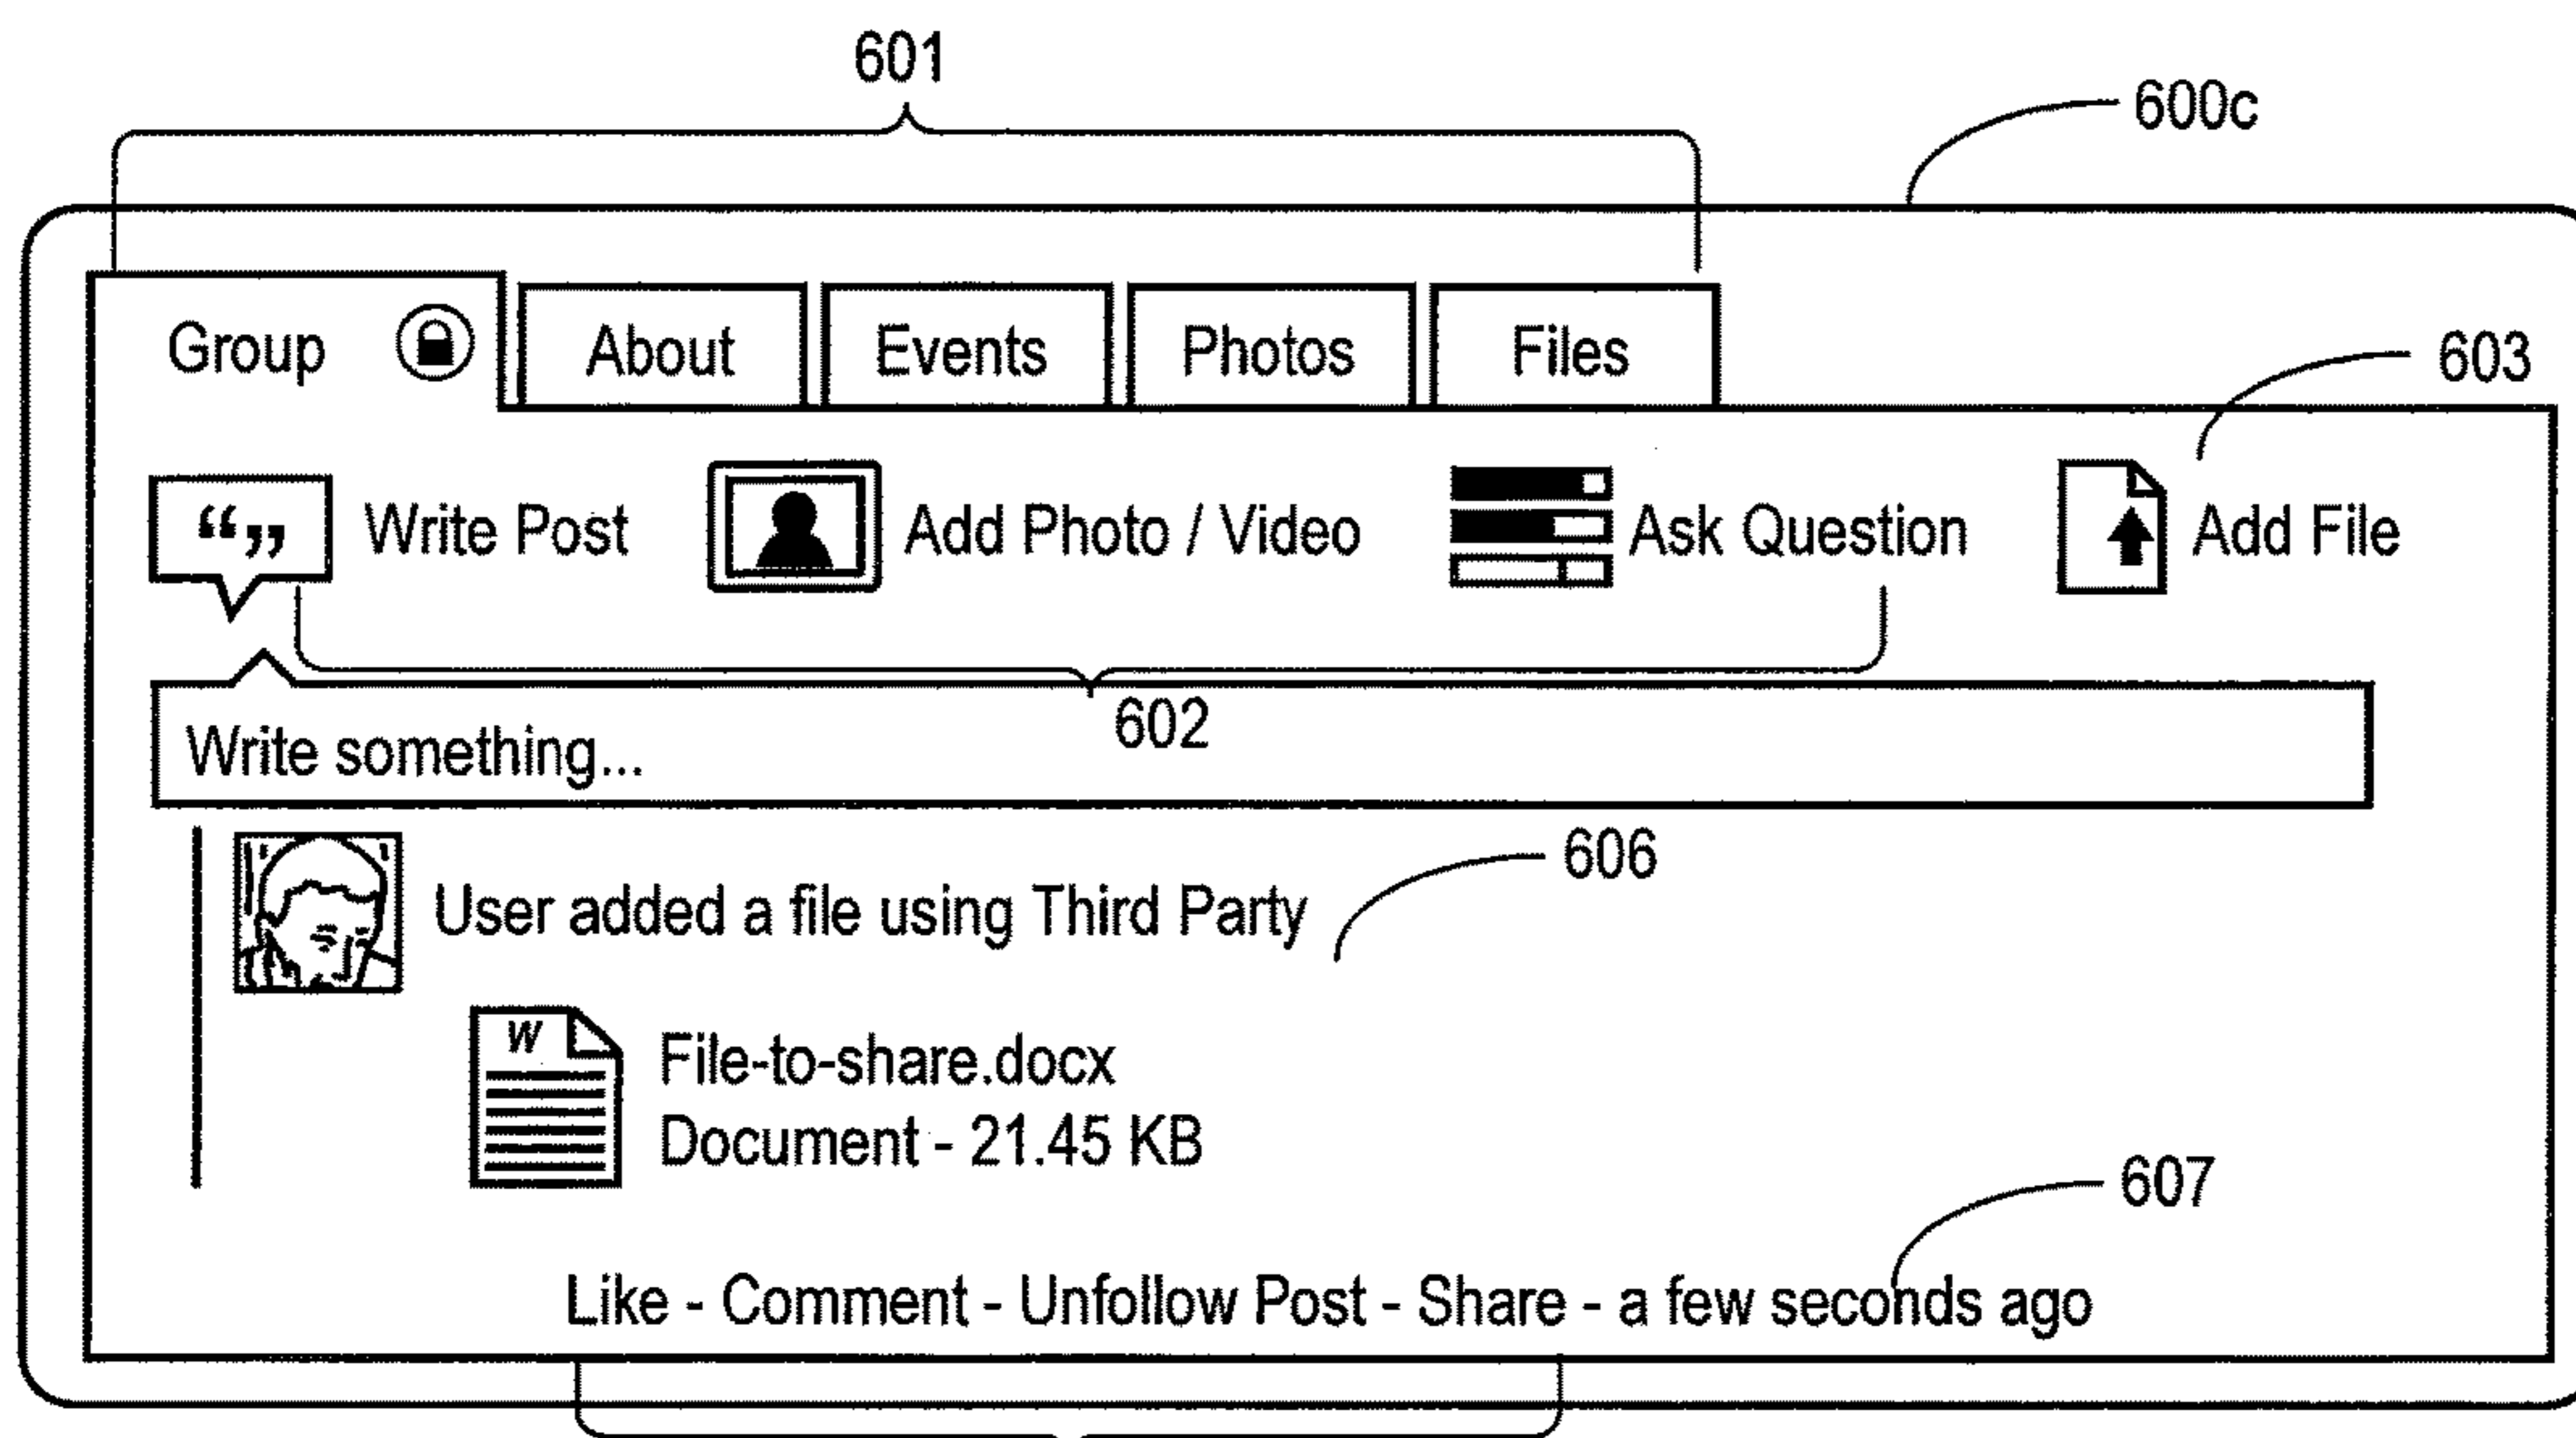 601
600c
Group About Events Photos Files
603
“„ Write Post Add Photo / Video Ask Question Add File
602
Write something...
606
User added a file using Third Party
W
File-to-share.docx
Document - 21.45 KB
607
Like - Comment - Unfollow Post - Share - a few seconds ago